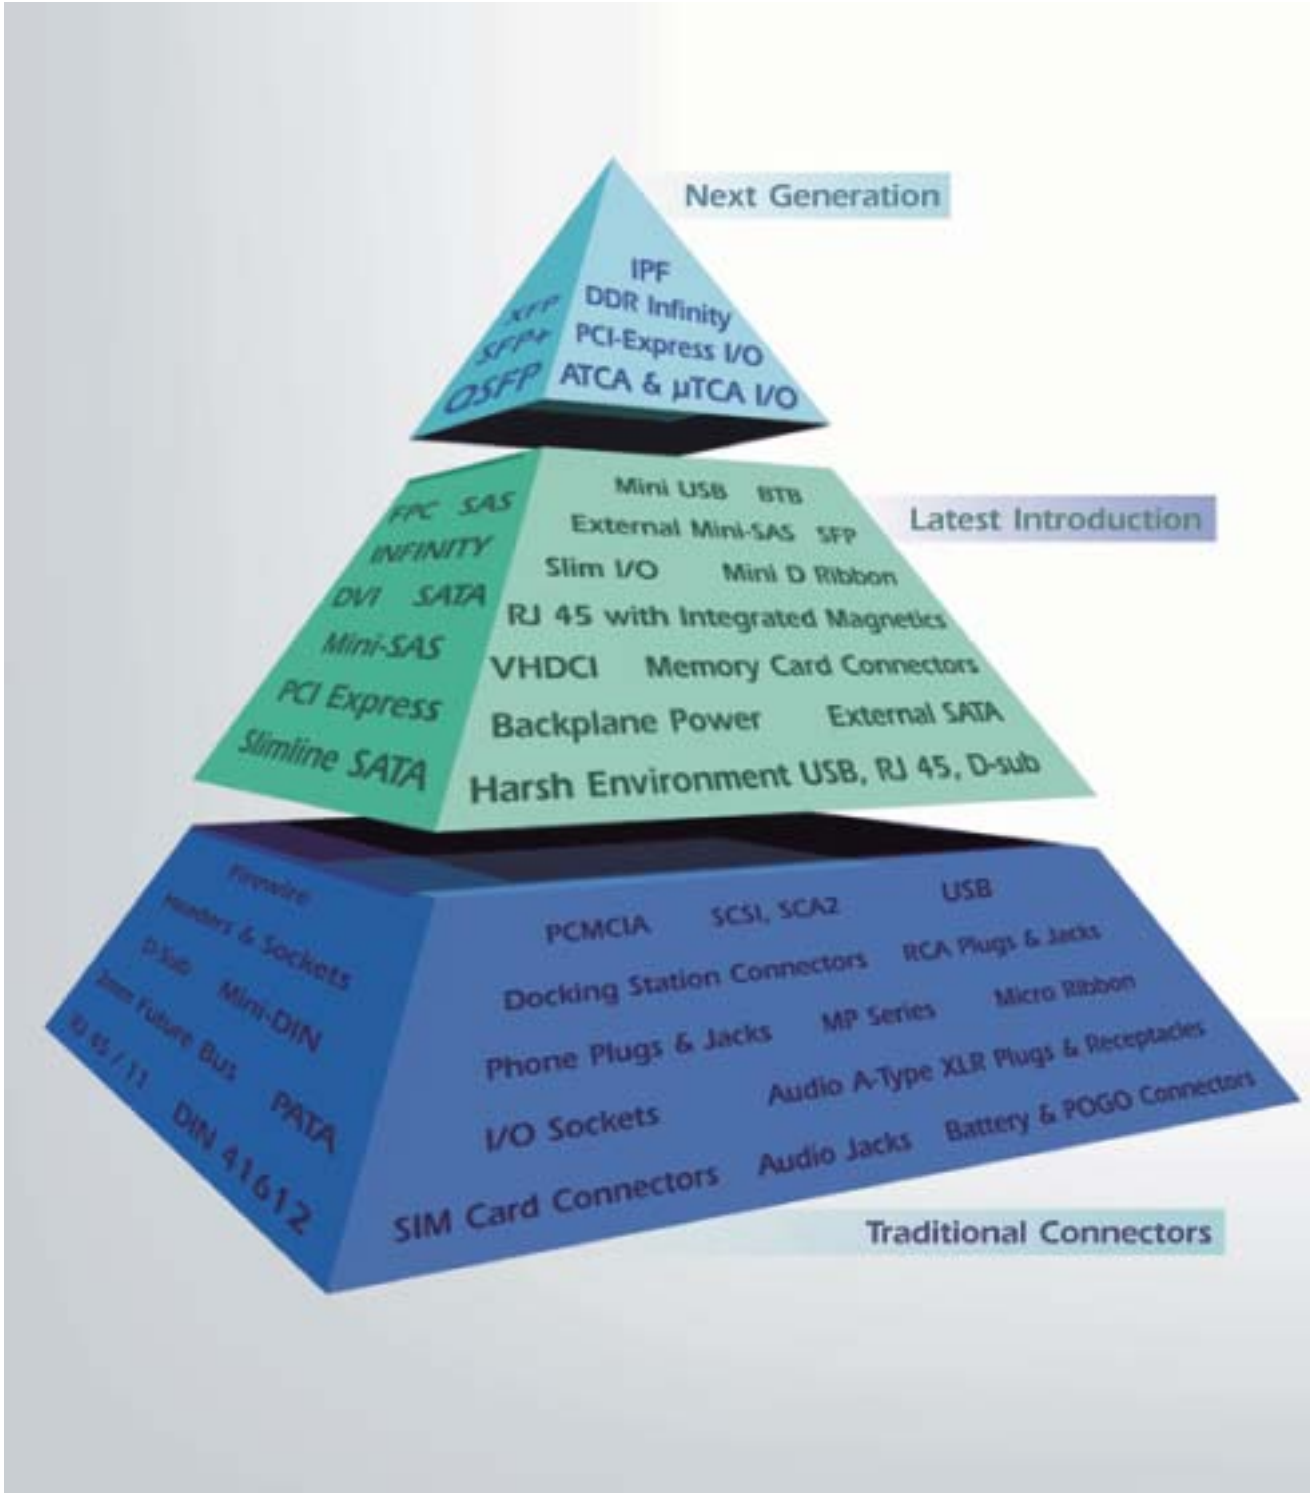 Next Generation
IPF
DDR Infinity
PCI-Express I/O
ATCA & µTCA I/O
XFP
SFP+
QSFP
Latest Introduction
FPC SAS
INFINITY
DVI SATA
Mini-SAS
PCI Express
Slimline SATA
Mini USB BTB
External Mini-SAS SFP
Slim I/O Mini D Ribbon
RJ 45 with Integrated Magnetics
VHDCI Memory Card Connectors
Backplane Power External SATA
Harsh Environment USB, RJ 45, D-sub
Firewire
Headers & Sockets
D-Sub Mini-DIN
2mm Future Bus
RJ 45 / 11 PATA
DIN 41612
PCMCIA SCSI, SCA2 USB
Docking Station Connectors RCA Plugs & Jacks
Phone Plugs & Jacks MP Series Micro Ribbon
I/O Sockets Audio A-Type XLR Plugs & Receptacles
SIM Card Connectors Audio Jacks Battery & POGO Connectors
Traditional Connectors